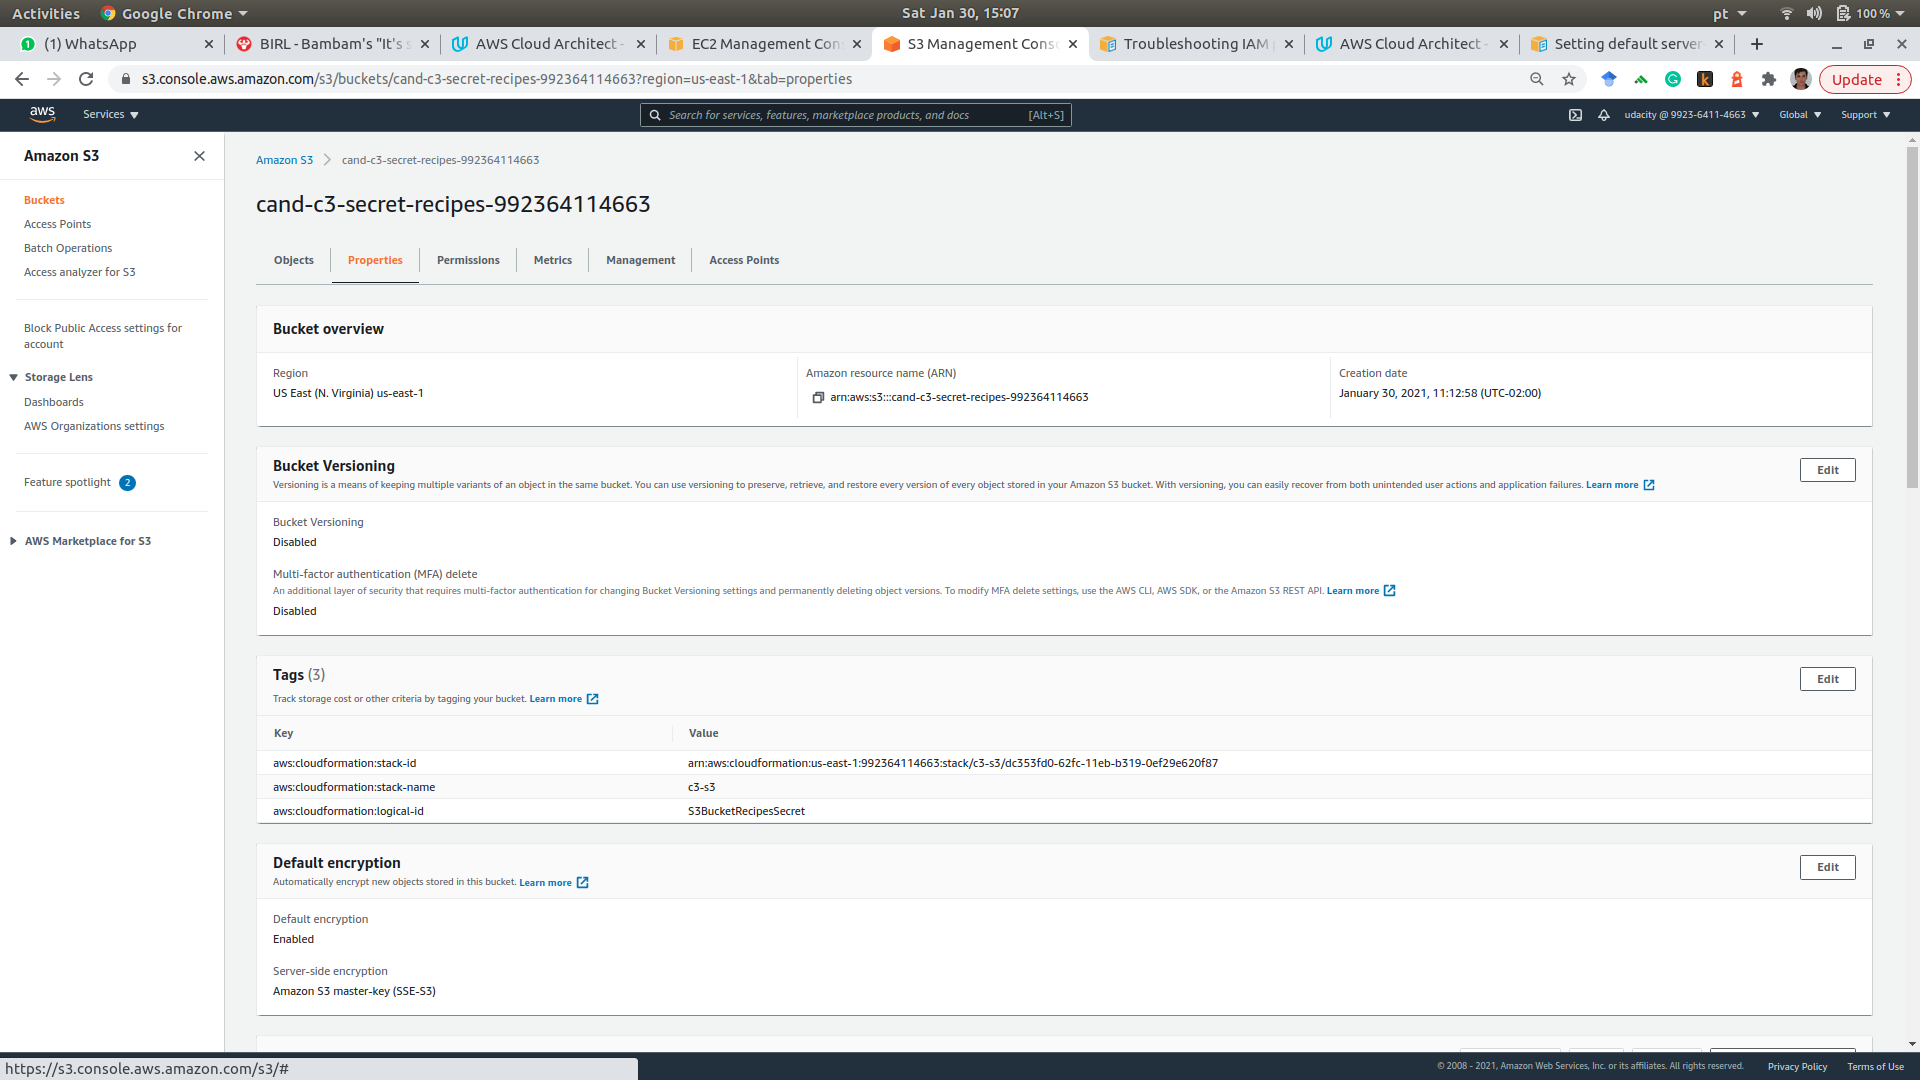 Activities
Google Chrome
Sat Jan 30, 15:07
pt
100 %
(1) WhatsApp
BIRL - Bambam's "It's s
AWS Cloud Architect -
EC2 Management Con
S3 Management Conso
Troubleshooting IAM p
AWS Cloud Architect -
Setting default server-
s3.console.aws.amazon.com/s3/buckets/cand-c3-secret-recipes-992364114663?region=us-east-1&tab=properties
Update
aws
Services
Search for services, features, marketplace products, and docs
[Alt+S]
udacity @ 9923-6411-4663
Global
Support
Amazon S3
Buckets
Access Points
Batch Operations
Access analyzer for S3
Block Public Access settings for
account
Storage Lens
Dashboards
AWS Organizations settings
Feature spotlight 2
AWS Marketplace for S3
Amazon S3
cand-c3-secret-recipes-992364114663
cand-c3-secret-recipes-992364114663
Objects
Properties
Permissions
Metrics
Management
Access Points
Bucket overview
Region
US East (N. Virginia) us-east-1
Amazon resource name (ARN)
arn:aws:s3:::cand-c3-secret-recipes-992364114663
Creation date
January 30, 2021, 11:12:58 (UTC-02:00)
Bucket Versioning
Edit
Versioning is a means of keeping multiple variants of an object in the same bucket. You can use versioning to preserve, retrieve, and restore every version of every object stored in your Amazon S3 bucket. With versioning, you can easily recover from both unintended user actions and application failures. Learn more
Bucket Versioning
Disabled
Multi-factor authentication (MFA) delete
An additional layer of security that requires multi-factor authentication for changing Bucket Versioning settings and permanently deleting object versions. To modify MFA delete settings, use the AWS CLI, AWS SDK, or the Amazon S3 REST API. Learn more
Disabled
Tags (3)
Edit
Track storage cost or other criteria by tagging your bucket. Learn more
Key
Value
aws:cloudformation:stack-id
arn:aws:cloudformation:us-east-1:992364114663:stack/c3-s3/dc353fd0-62fc-11eb-b319-0ef29e620f87
aws:cloudformation:stack-name
c3-s3
aws:cloudformation:logical-id
S3BucketRecipesSecret
Default encryption
Edit
Automatically encrypt new objects stored in this bucket. Learn more
Default encryption
Enabled
Server-side encryption
Amazon S3 master-key (SSE-S3)
https://s3.console.aws.amazon.com/s3/#
© 2008 - 2021, Amazon Web Services, Inc. or its affiliates. All rights reserved.
Privacy Policy
Terms of Use